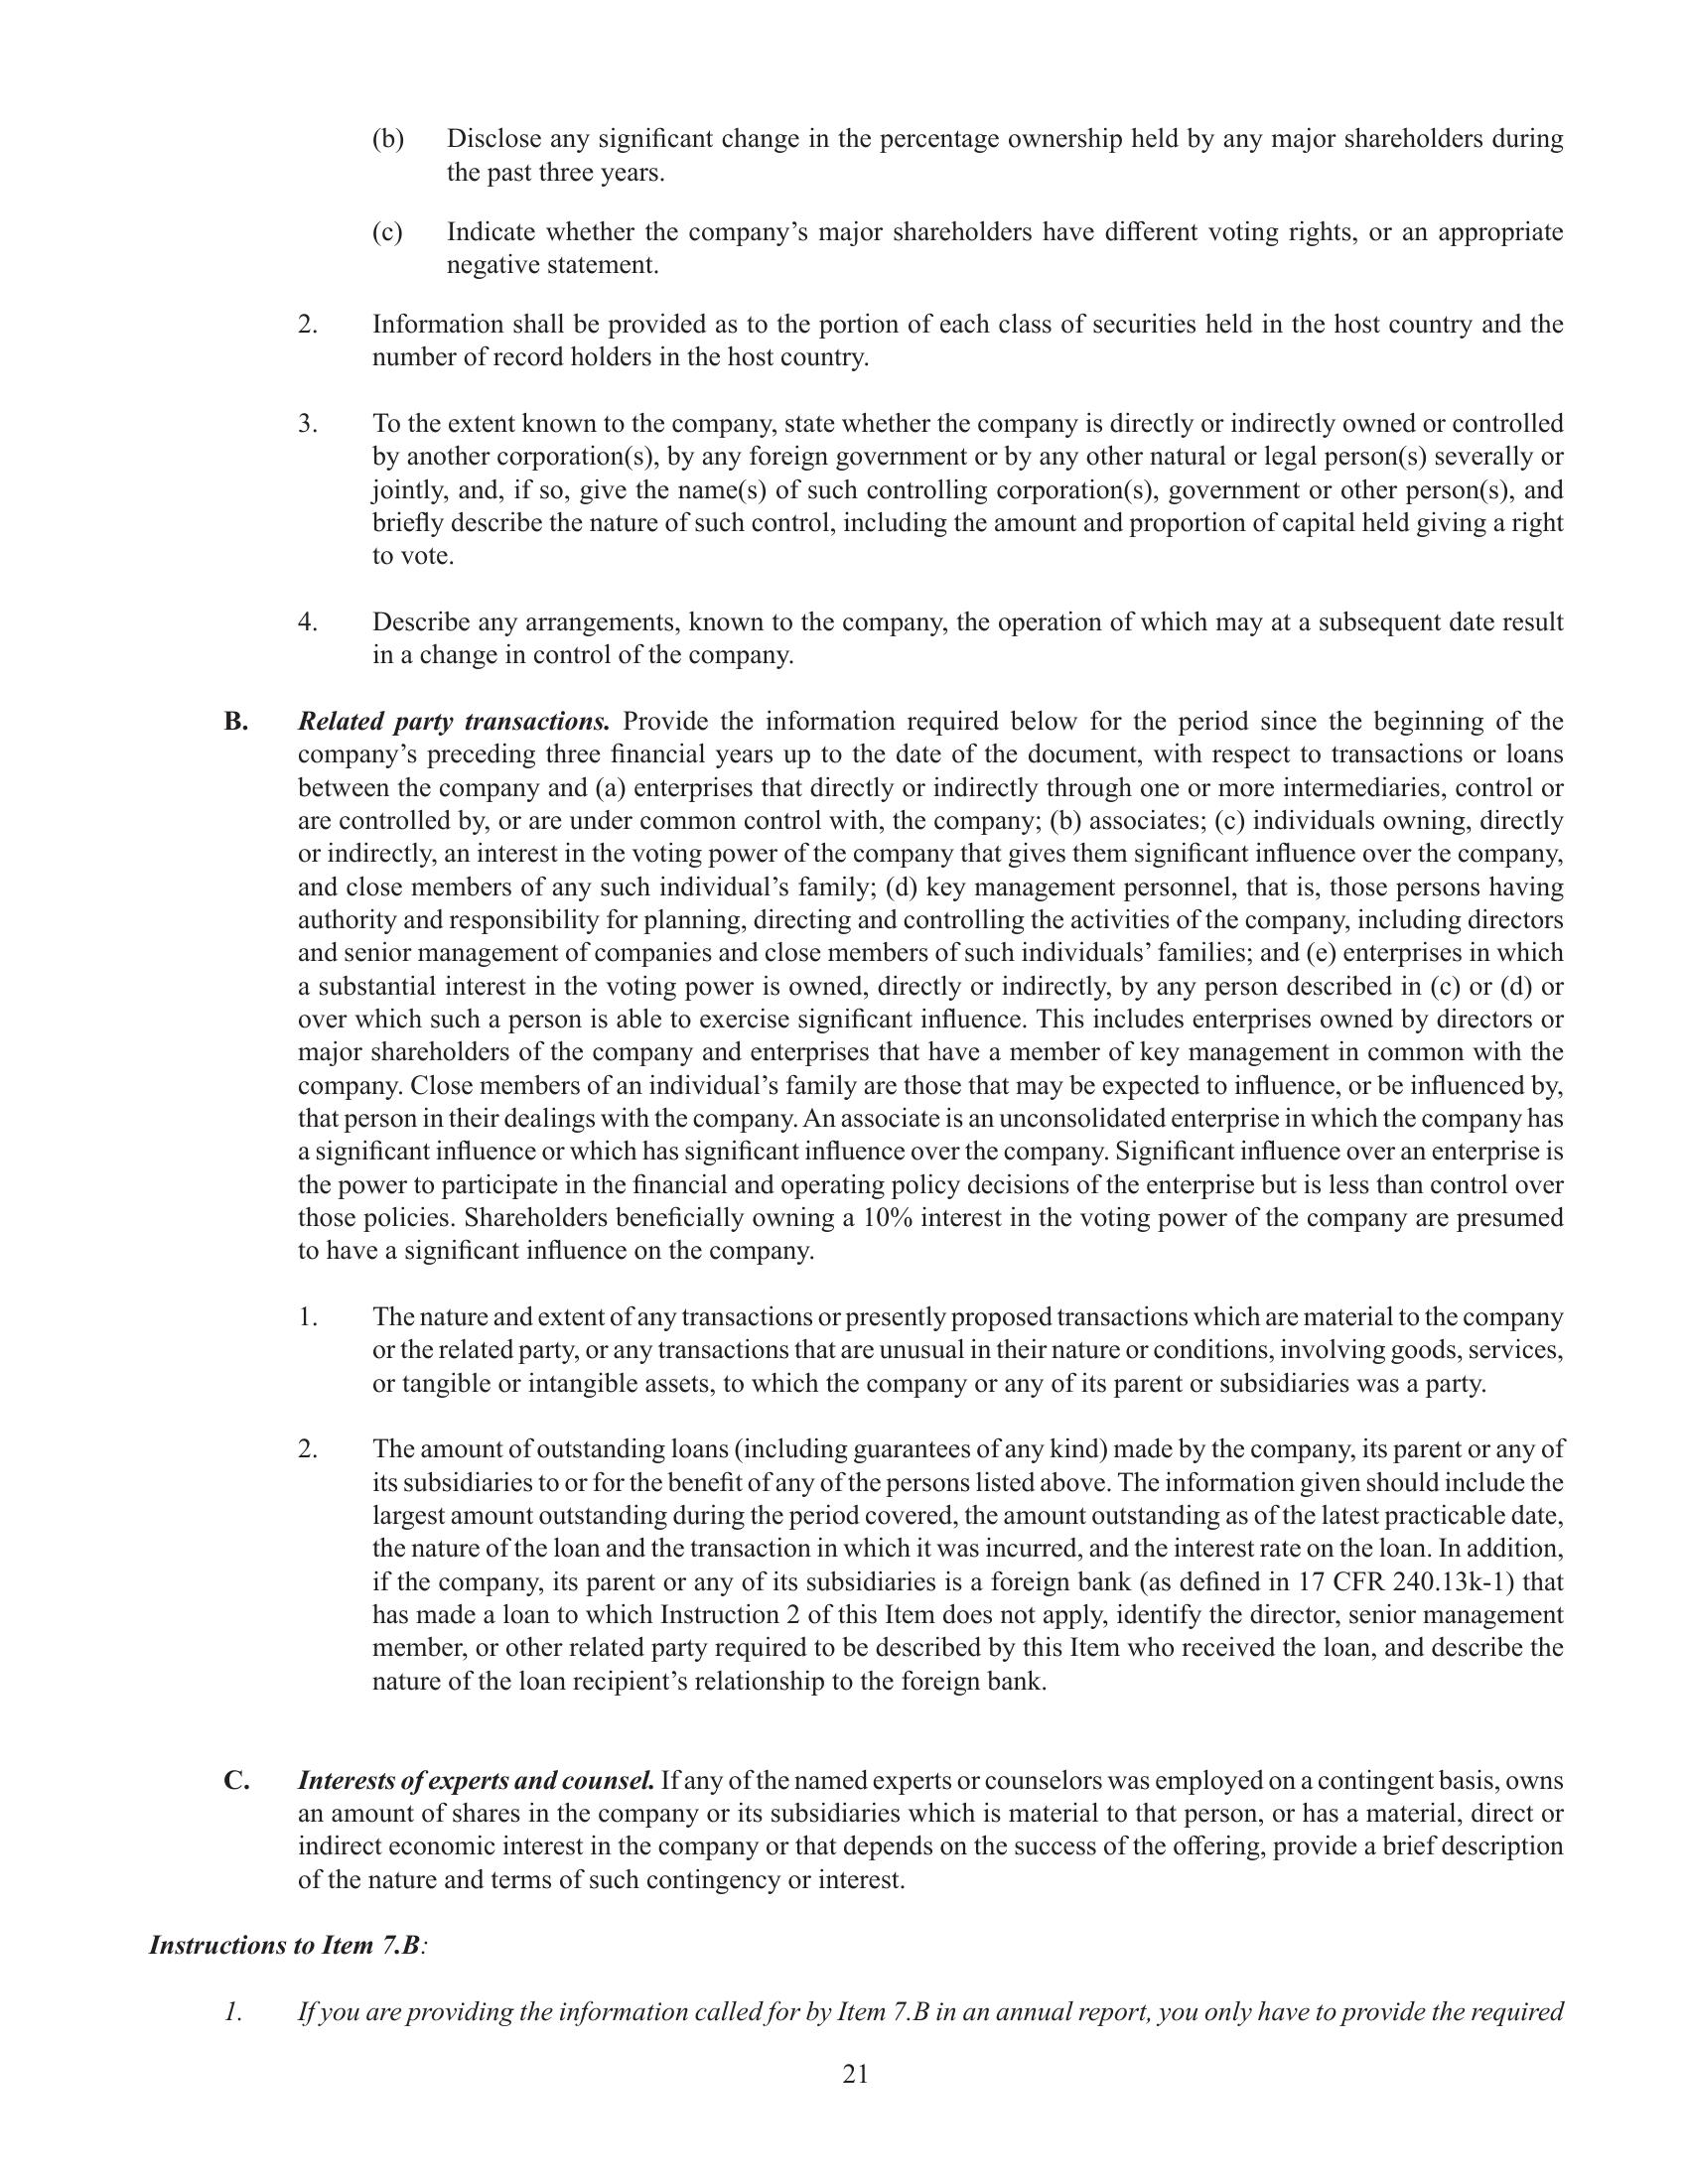 (b) Disclose any significant change in the percentage ownership held by any major shareholders during
the past three years.
(c) Indicate whether the company’s major shareholders have different voting rights, or an appropriate
negative statement.
2. Information shall be provided as to the portion of each class of securities held in the host country and the
number of record holders in the host country.
3. To the extent known to the company, state whether the company is directly or indirectly owned or controlled
by another corporation(s), by any foreign government or by any other natural or legal person(s) severally or
jointly, and, if so, give the name(s) of such controlling corporation(s), government or other person(s), and
briefly describe the nature of such control, including the amount and proportion of capital held giving a right
to vote.
4. Describe any arrangements, known to the company, the operation of which may at a subsequent date result
in a change in control of the company.
B. Related party transactions. Provide the information required below for the period since the beginning of the
company’s preceding three financial years up to the date of the document, with respect to transactions or loans
between the company and (a) enterprises that directly or indirectly through one or more intermediaries, control or
are controlled by, or are under common control with, the company; (b) associates; (c) individuals owning, directly
or indirectly, an interest in the voting power of the company that gives them significant influence over the company,
and close members of any such individual’s family; (d) key management personnel, that is, those persons having
authority and responsibility for planning, directing and controlling the activities of the company, including directors
and senior management of companies and close members of such individuals’ families; and (e) enterprises in which
a substantial interest in the voting power is owned, directly or indirectly, by any person described in (c) or (d) or
over which such a person is able to exercise significant influence. This includes enterprises owned by directors or
major shareholders of the company and enterprises that have a member of key management in common with the
company. Close members of an individual’s family are those that may be expected to influence, or be influenced by,
that person in their dealings with the company. An associate is an unconsolidated enterprise in which the company has
a significant influence or which has significant influence over the company. Significant influence over an enterprise is
the power to participate in the financial and operating policy decisions of the enterprise but is less than control over
those policies. Shareholders beneficially owning a 10% interest in the voting power of the company are presumed
to have a significant influence on the company.
1. The nature and extent of any transactions or presently proposed transactions which are material to the company
or the related party, or any transactions that are unusual in their nature or conditions, involving goods, services,
or tangible or intangible assets, to which the company or any of its parent or subsidiaries was a party.
2. The amount of outstanding loans (including guarantees of any kind) made by the company, its parent or any of
its subsidiaries to or for the benefit of any of the persons listed above. The information given should include the
largest amount outstanding during the period covered, the amount outstanding as of the latest practicable date,
the nature of the loan and the transaction in which it was incurred, and the interest rate on the loan. In addition,
if the company, its parent or any of its subsidiaries is a foreign bank (as defined in 17 CFR 240.13k-1) that
has made a loan to which Instruction 2 of this Item does not apply, identify the director, senior management
member, or other related party required to be described by this Item who received the loan, and describe the
nature of the loan recipient’s relationship to the foreign bank.
C. Interests of experts and counsel. If any of the named experts or counselors was employed on a contingent basis, owns
an amount of shares in the company or its subsidiaries which is material to that person, or has a material, direct or
indirect economic interest in the company or that depends on the success of the offering, provide a brief description
of the nature and terms of such contingency or interest.
Instructions to Item 7.B:
1. If you are providing the information called for by Item 7.B in an annual report, you only have to provide the required
21